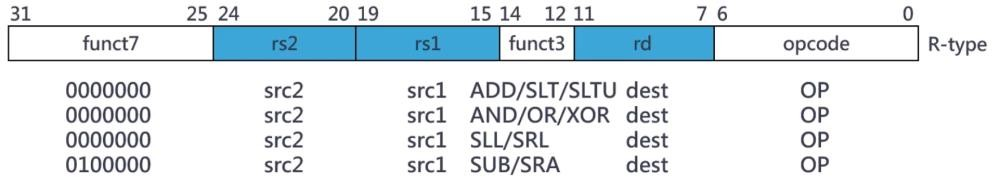 31 25 24 20 19 15 14 12 11 7 6 0
funct7 rs2 rs1 funct3 rd opcode R-type
0000000 src2 src1 ADD/SLT/SLTU dest OP
0000000 src2 src1 AND/OR/XOR dest OP
0000000 src2 src1 SLL/SRL dest OP
0100000 src2 src1 SUB/SRA dest OP